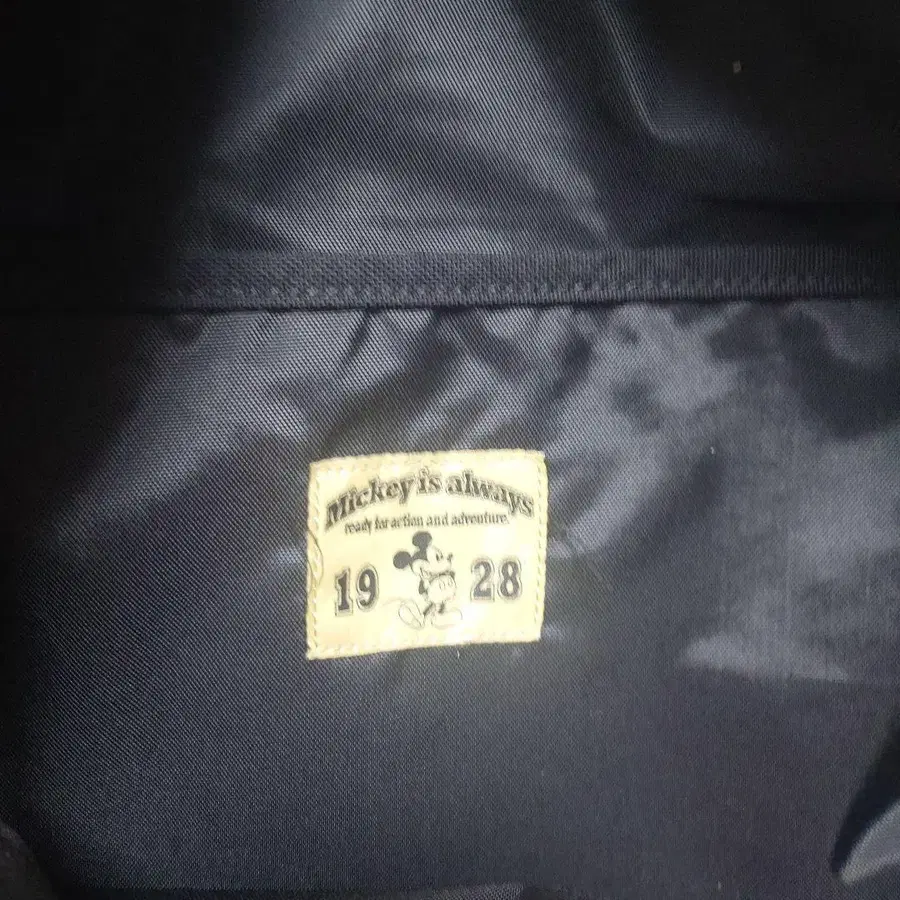 Mickey is always
ready for action and adventure.
19 28